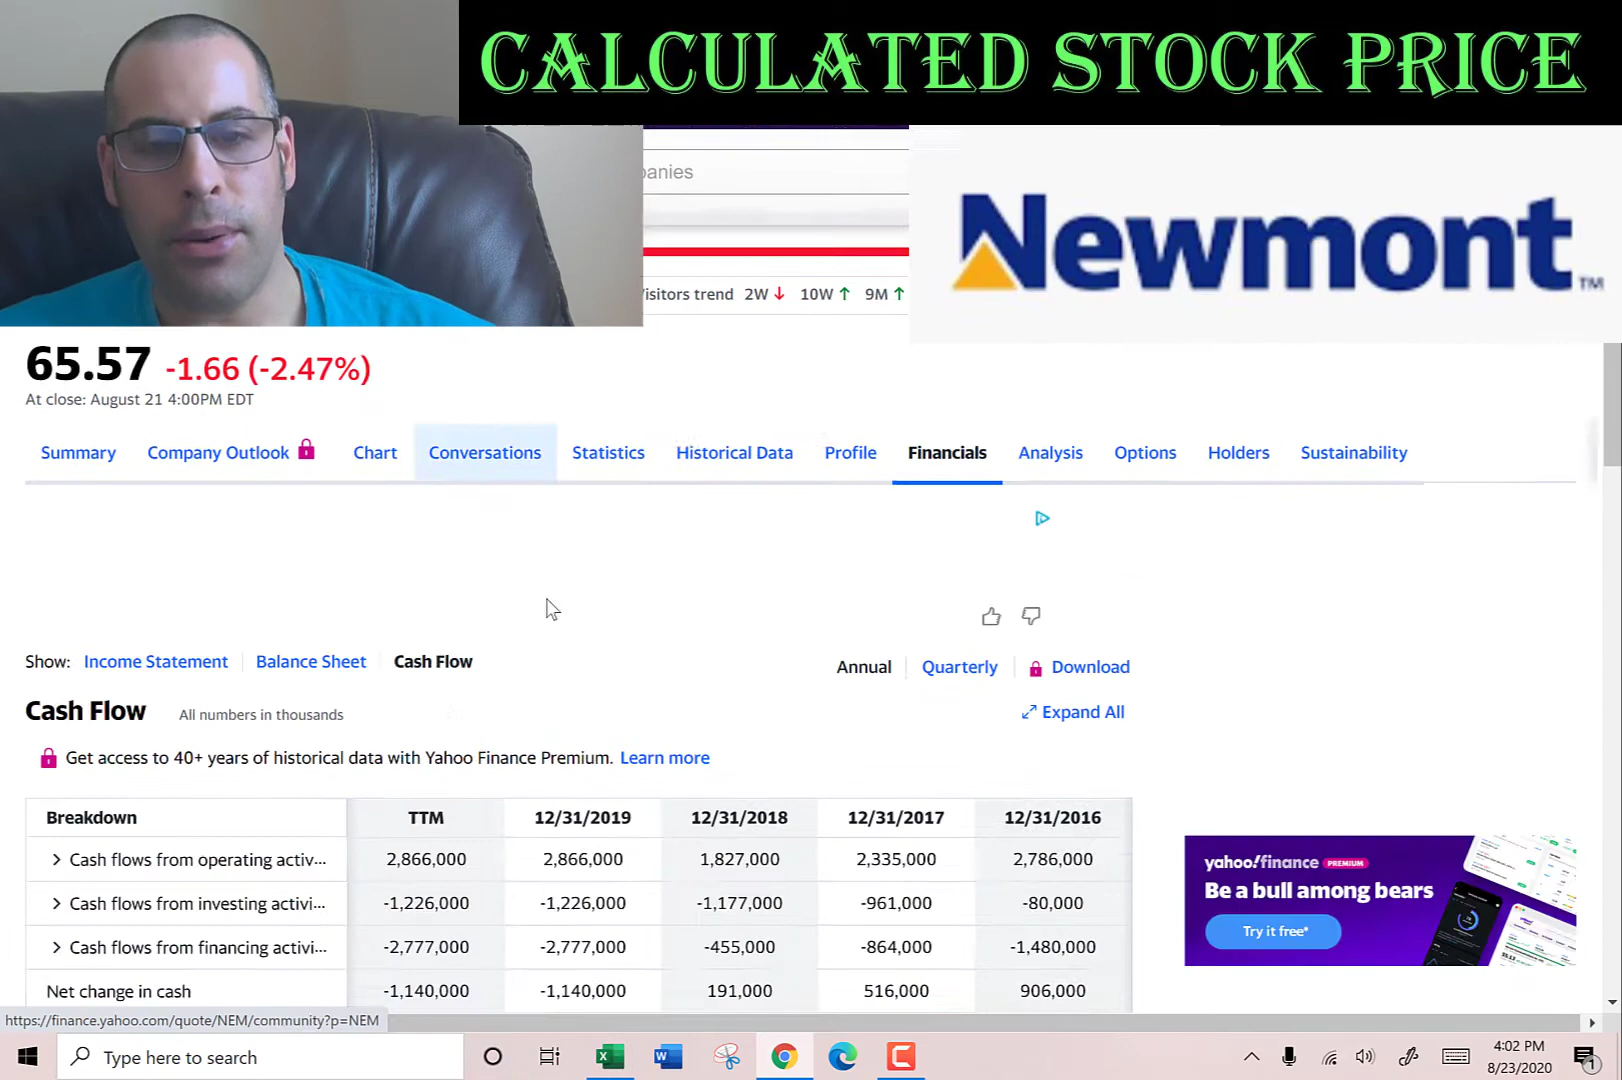 CALCULATED STOCK PRICE
panies
Newmont™
isitors trend 2W 10W 9M
65.57 -1.66 (-2.47%)
At close: August 21 4:00PM EDT
Summary Company Outlook Chart Conversations Statistics Historical Data Profile Financials Analysis Options Holders Sustainability
Show: Income Statement Balance Sheet Cash Flow Annual Quarterly Download
Cash Flow All numbers in thousands Expand All
Get access to 40+ years of historical data with Yahoo Finance Premium. Learn more
Breakdown TTM 12/31/2019 12/31/2018 12/31/2017 12/31/2016
Cash flows from operating activ... 2,866,000 2,866,000 1,827,000 2,335,000 2,786,000
Cash flows from investing activi... -1,226,000 -1,226,000 -1,177,000 -961,000 -80,000
Cash flows from financing activi... -2,777,000 -2,777,000 -455,000 -864,000 -1,480,000
Net change in cash -1,140,000 -1,140,000 191,000 516,000 906,000
yahoo!finance PREMIUM
Be a bull among bears
Try it free*
https://finance.yahoo.com/quote/NEM/community?p=NEM
Type here to search
4:02 PM
8/23/2020
1